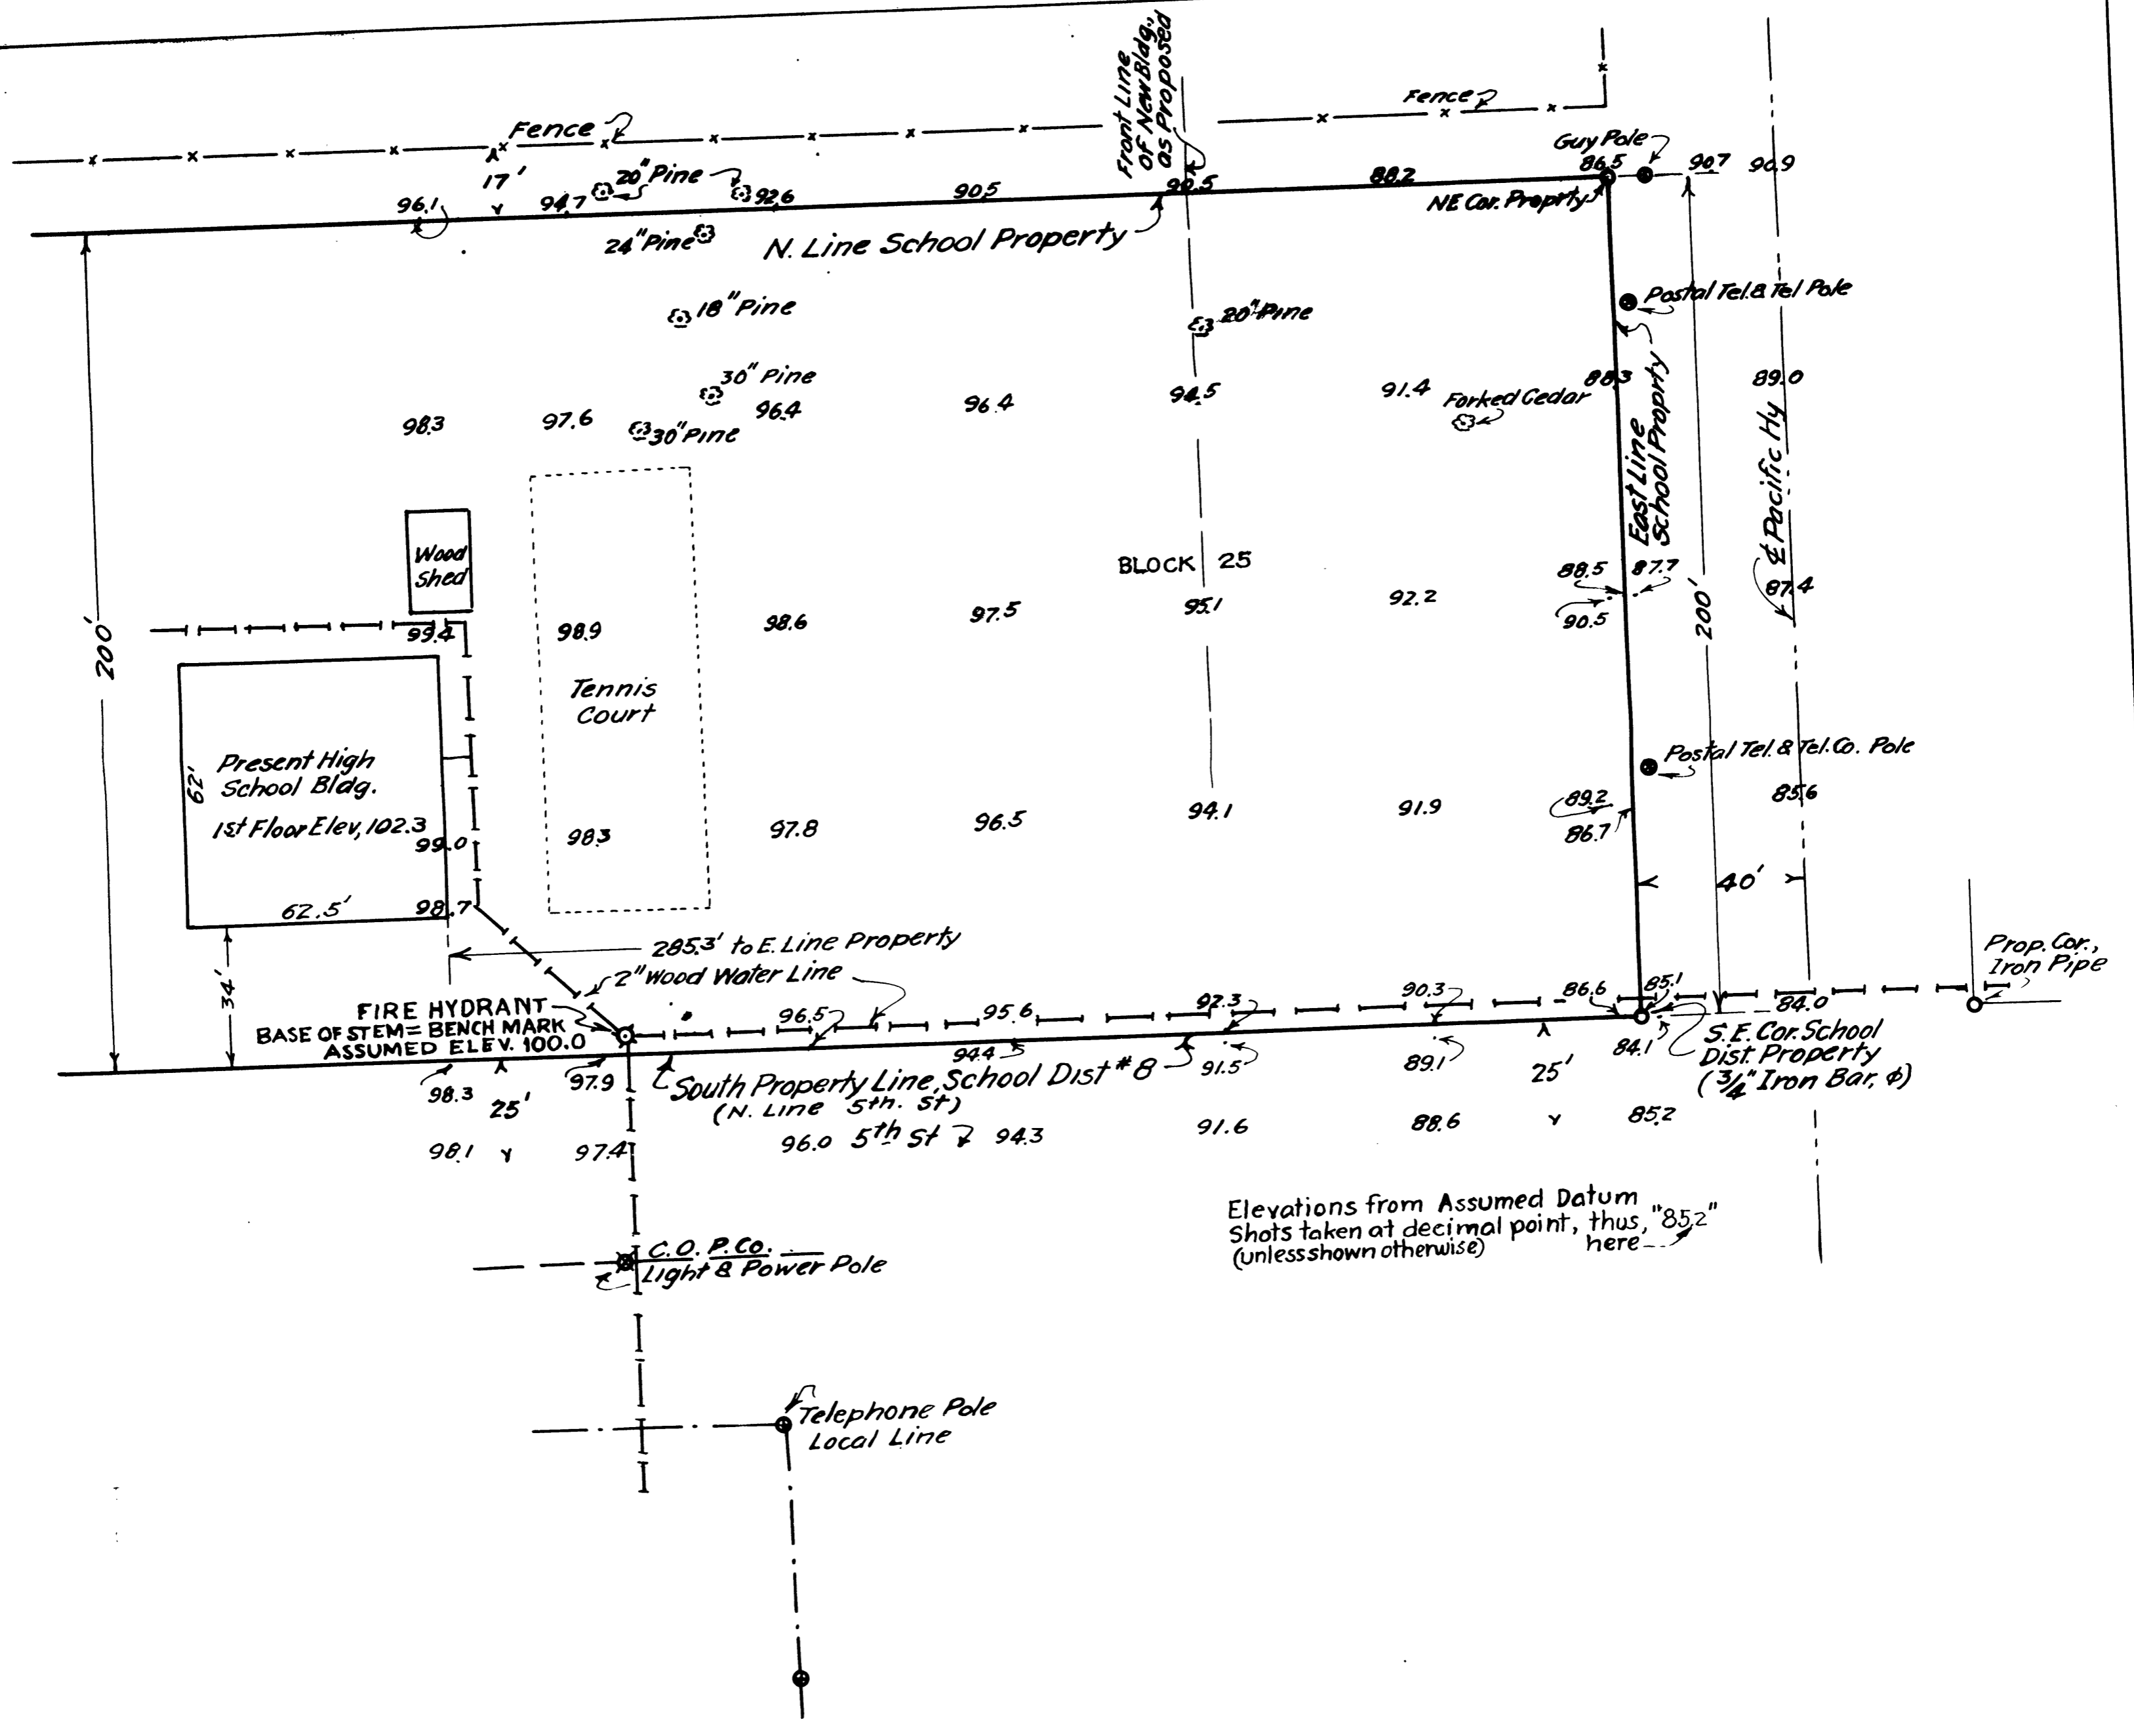 Front Line
of New Bldg.,
as Proposed
Fence
Fence
Guy Pole
17'
20" Pine
96.1
94.7
92.6
90.5
90.5
88.2
86.5
90.7
90.9
NE Cor. Proprty
24" Pine
N. Line School Property
18" Pine
20" Pine
Postal Tel. & Tel Pole
30" Pine
98.3
97.6
30" Pine
96.4
96.4
94.5
91.4
Forked Cedar
88.3
89.0
East Line
School Proprty
¢ Pacific Hy
Wood
Shed
BLOCK 25
200'
200'
99.4
98.9
98.6
97.5
95.1
92.2
88.5
87.7
90.5
87.4
Tennis
Court
Present High
School Bldg.
1st Floor Elev, 102.3
62'
Postal Tel. & Tel. Co. Pole
99.0
98.3
97.8
96.5
94.1
91.9
89.2
86.7
85.6
62.5'
98.7
40'
285.3' to E. Line Property
2" Wood Water Line
34'
Prop. Cor.,
Iron Pipe
FIRE HYDRANT
BASE OF STEM = BENCH MARK
ASSUMED ELEV. 100.0
96.5
95.6
92.3
90.3
86.6
85.1
84.0
98.3
97.9
94.4
91.5
89.1
84.1
25'
25'
South Property Line, School Dist #8
(N. Line 5th. St)
S.E. Cor. School
Dist. Property
(3/4" Iron Bar, ϕ)
98.1
97.4
96.0
5th St
94.3
91.6
88.6
85.2
Elevations from Assumed Datum
Shots taken at decimal point, thus, "85.2"
(unless shown otherwise) here
C.O. P.Co.
Light & Power Pole
Telephone Pole
Local Line